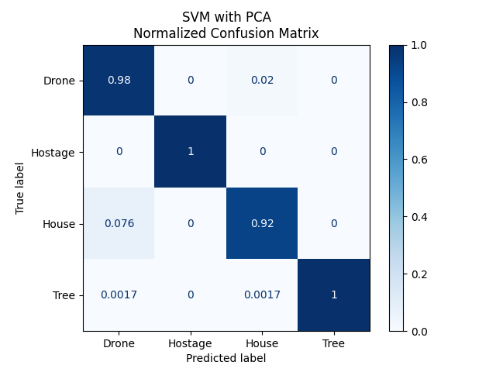 SVM with PCA
Normalized Confusion Matrix
True label
Drone 0.98 0 0.02 0
Hostage 0 1 0 0
House 0.076 0 0.92 0
Tree 0.0017 0 0.0017 1
Drone Hostage House Tree
Predicted label
1.0
0.8
0.6
0.4
0.2
0.0